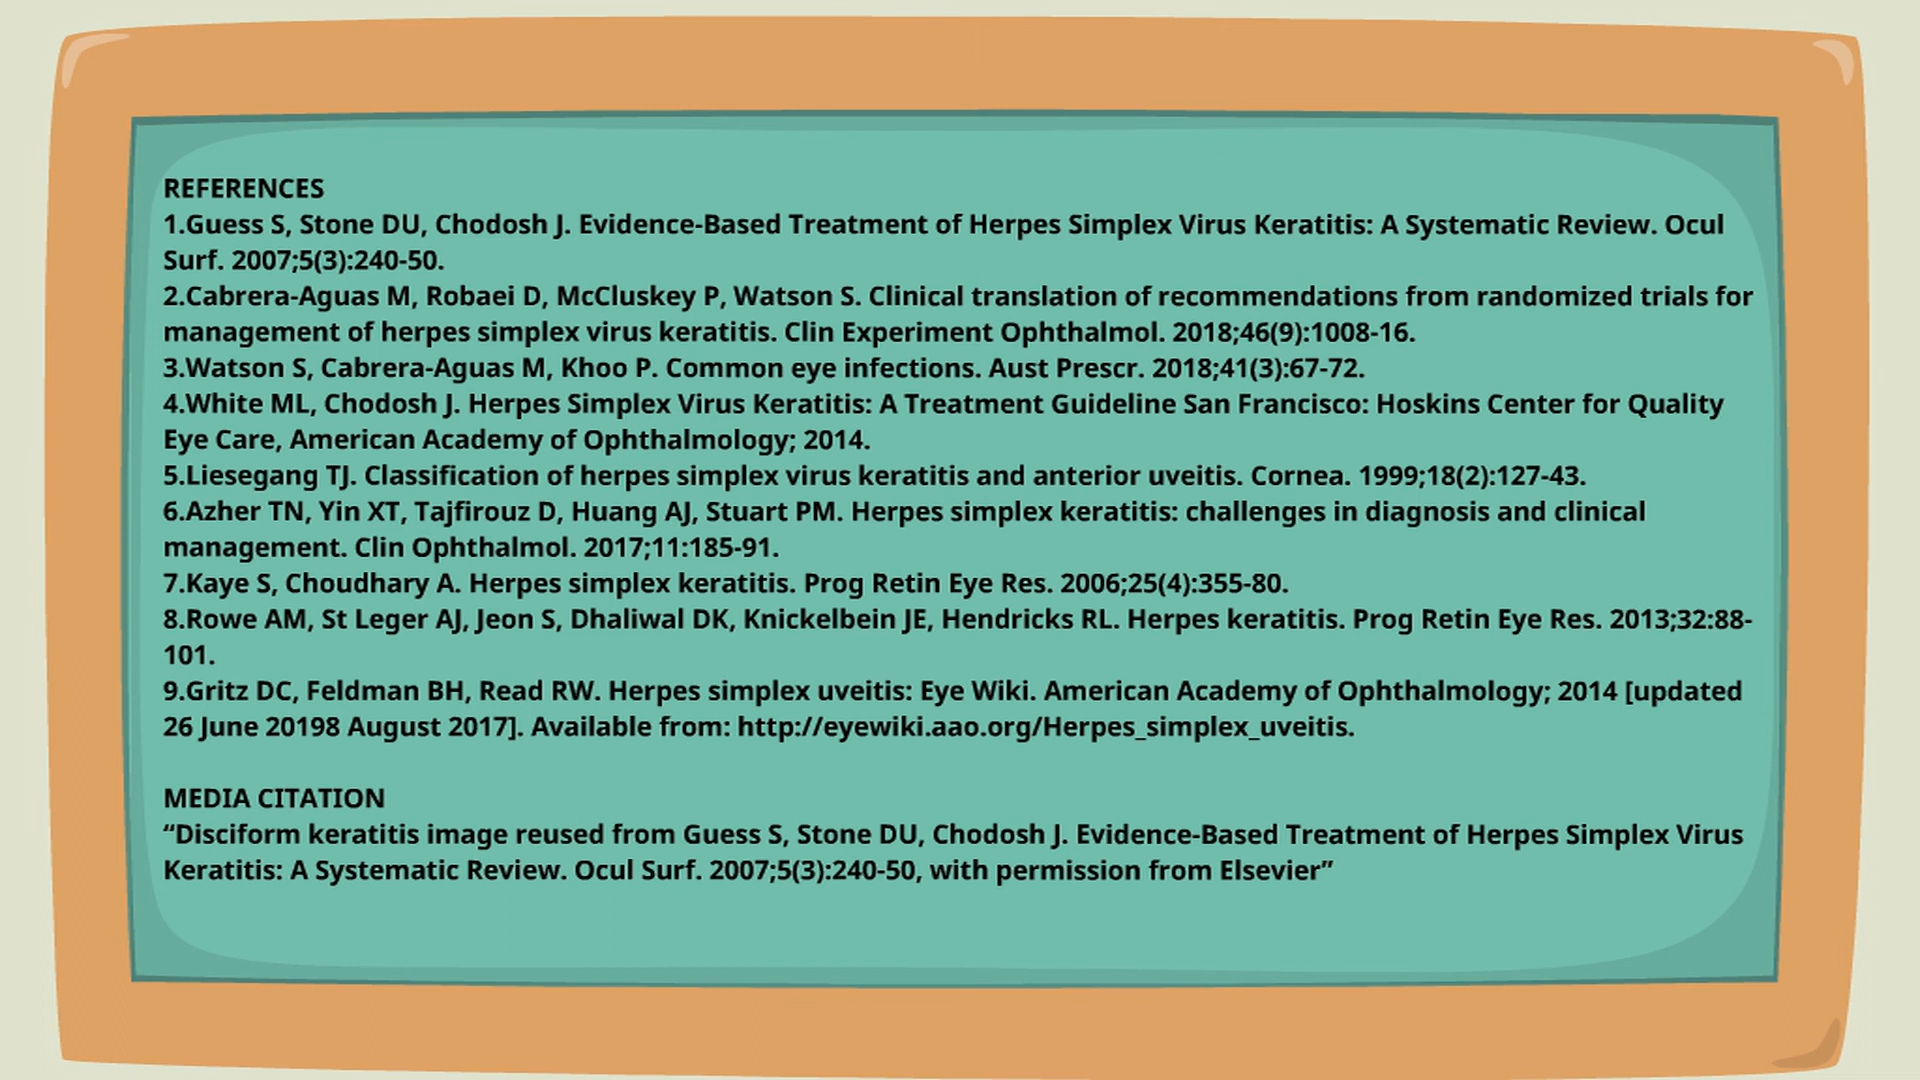 REFERENCES
1.Guess S, Stone DU, Chodosh J. Evidence-Based Treatment of Herpes Simplex Virus Keratitis: A Systematic Review. Ocul
Surf. 2007;5(3):240-50.
2.Cabrera-Aguas M, Robaei D, McCluskey P, Watson S. Clinical translation of recommendations from randomized trials for
management of herpes simplex virus keratitis. Clin Experiment Ophthalmol. 2018;46(9):1008-16.
3.Watson S, Cabrera-Aguas M, Khoo P. Common eye infections. Aust Prescr. 2018;41(3):67-72.
4.White ML, Chodosh J. Herpes Simplex Virus Keratitis: A Treatment Guideline San Francisco: Hoskins Center for Quality
Eye Care, American Academy of Ophthalmology; 2014.
5.Liesegang TJ. Classification of herpes simplex virus keratitis and anterior uveitis. Cornea. 1999;18(2):127-43.
6.Azher TN, Yin XT, Tajfirouz D, Huang AJ, Stuart PM. Herpes simplex keratitis: challenges in diagnosis and clinical
management. Clin Ophthalmol. 2017;11:185-91.
7.Kaye S, Choudhary A. Herpes simplex keratitis. Prog Retin Eye Res. 2006;25(4):355-80.
8.Rowe AM, St Leger AJ, Jeon S, Dhaliwal DK, Knickelbein JE, Hendricks RL. Herpes keratitis. Prog Retin Eye Res. 2013;32:88-
101.
9.Gritz DC, Feldman BH, Read RW. Herpes simplex uveitis: Eye Wiki. American Academy of Ophthalmology; 2014 [updated
26 June 20198 August 2017]. Available from: http://eyewiki.aao.org/Herpes_simplex_uveitis.
MEDIA CITATION
“Disciform keratitis image reused from Guess S, Stone DU, Chodosh J. Evidence-Based Treatment of Herpes Simplex Virus
Keratitis: A Systematic Review. Ocul Surf. 2007;5(3):240-50, with permission from Elsevier”